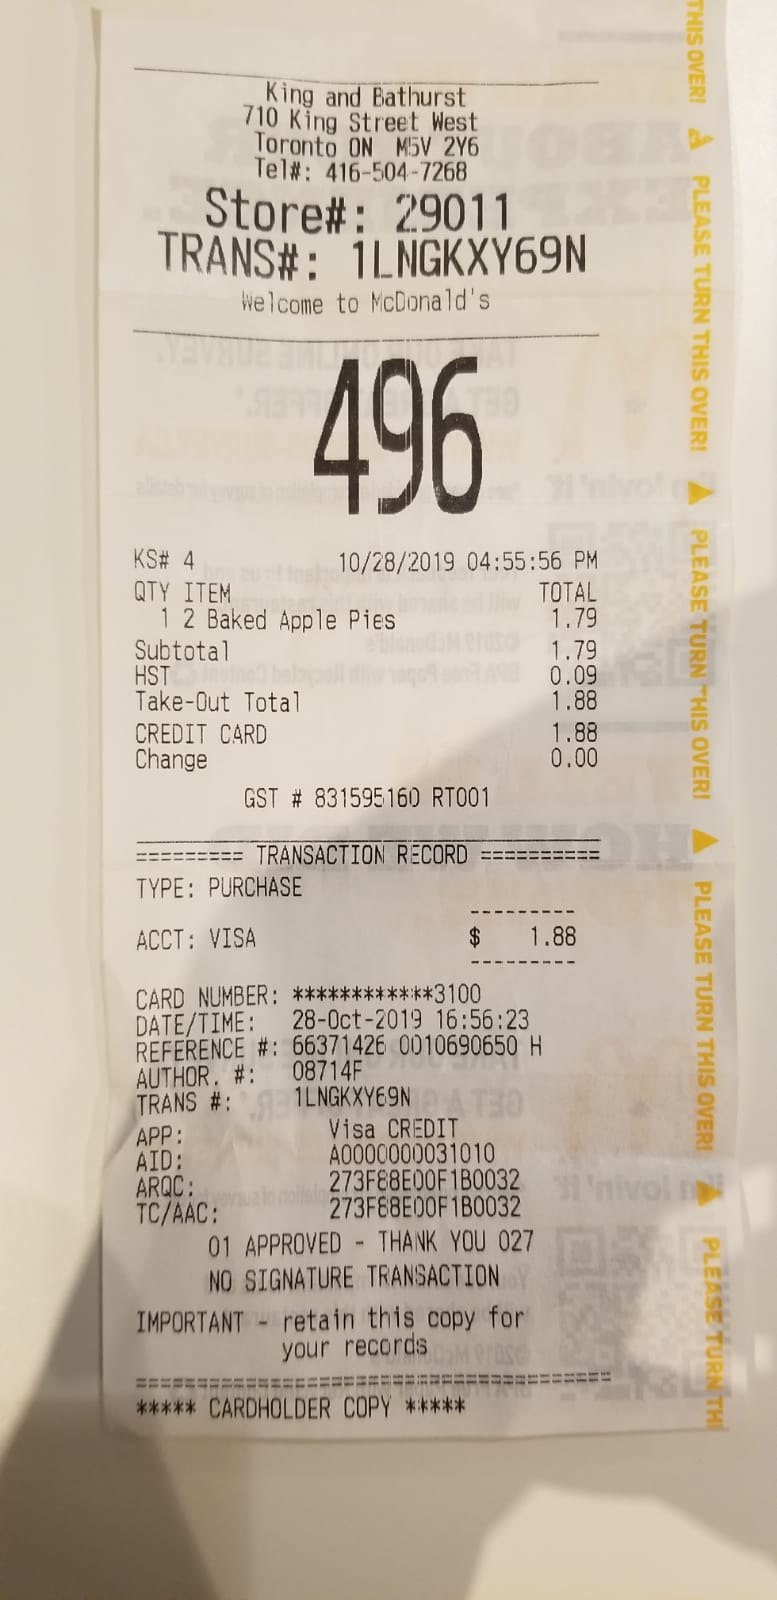 King and Bathurst
710 King Street West
Toronto ON M5V 2Y6
Tel#: 416-504-7268
Store#: 29011
TRANS#: 1LNGKXY69N
Welcome to McDonald's
496
KS# 4 10/28/2019 04:55:56 PM
QTY ITEM TOTAL
1 2 Baked Apple Pies 1.79
Subtotal 1.79
HST 0.09
Take-Out Total 1.88
CREDIT CARD 1.88
Change 0.00
GST # 831595160 RT001
========= TRANSACTION RECORD ==========
TYPE: PURCHASE
ACCT: VISA $ 1.88
CARD NUMBER: ************3100
DATE/TIME: 28-Oct-2019 16:56:23
REFERENCE #: 66371426 0010690650 H
AUTHOR. #: 08714F
TRANS #: 1LNGKXY69N
APP: Visa CREDIT
AID: A0000000031010
ARQC: 273F88E00F1B0032
TC/AAC: 273F88E00F1B0032
01 APPROVED - THANK YOU 027
NO SIGNATURE TRANSACTION
IMPORTANT - retain this copy for
your records
=======================================
***** CARDHOLDER COPY *****
THIS OVER! PLEASE TURN THIS OVER! PLEASE TURN THIS OVER! PLEASE TURN THIS OVER! PLEASE TURN THI